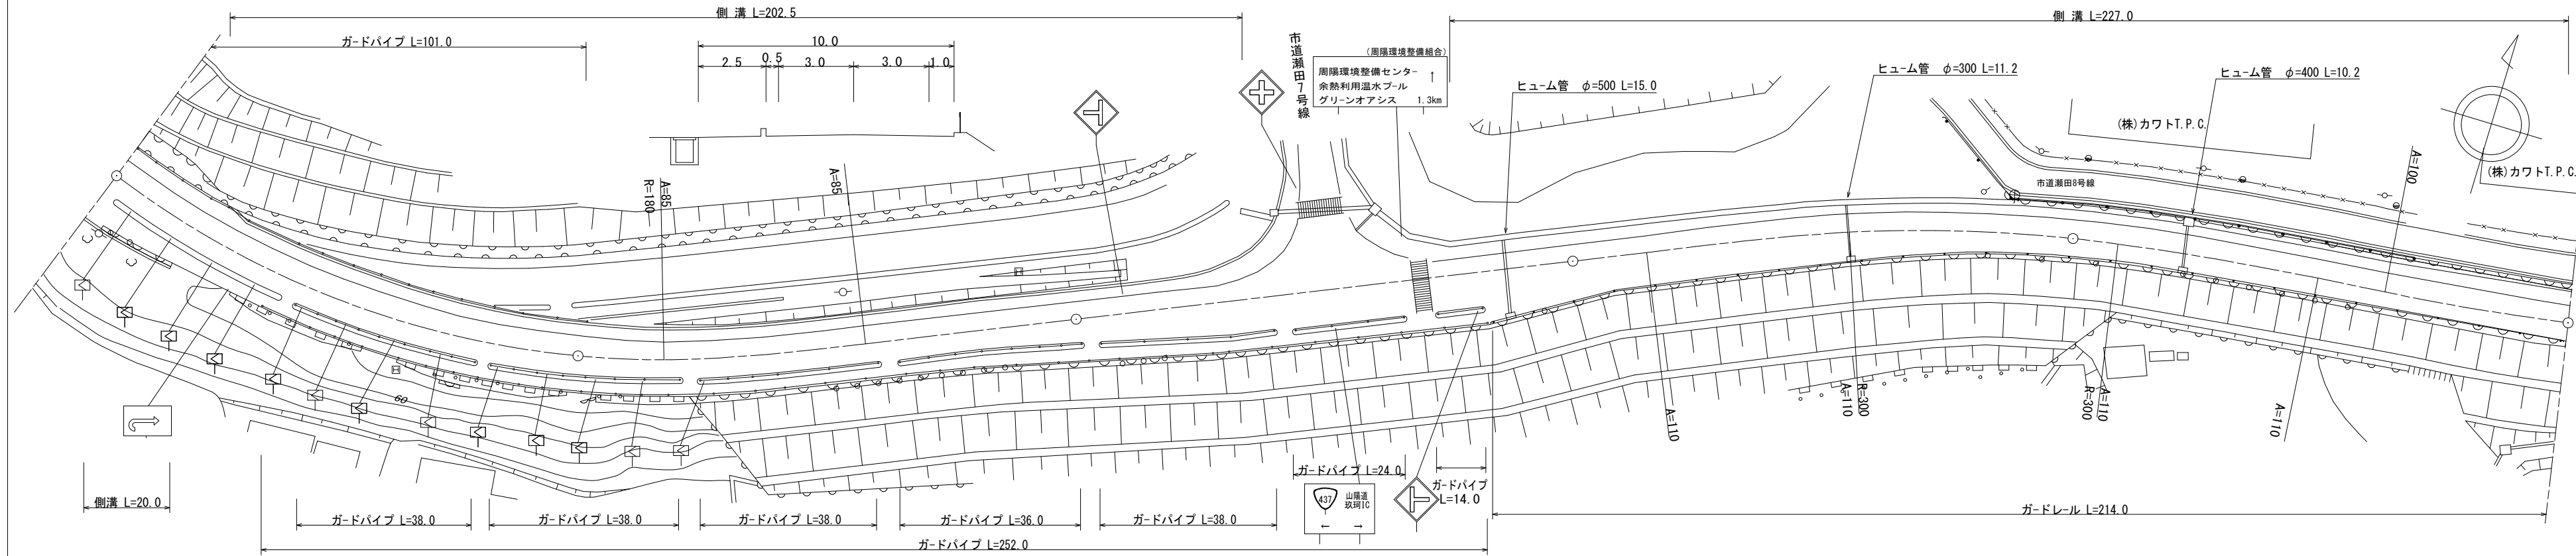 側 溝 L=202.5
側 溝 L=227.0
ガードパイプ L=101.0
10.0
2.5
0.5
3.0
3.0
1.0
市道瀬田7号線
(周陽環境整備組合)
周陽環境整備センター ↑
余熱利用温水プール
グリーンオアシス 1.3km
ヒューム管 φ=500 L=15.0
ヒューム管 φ=300 L=11.2
ヒューム管 φ=400 L=10.2
(株)カワトT.P.C.
(株)カワトT.P.C.
市道瀬田8号線
A=100
R=180
A=85
A=85
H
H
60
A=110
A=110
R=300
R=300
A=110
A=110
側溝 L=20.0
ガードパイプ L=38.0
ガードパイプ L=38.0
ガードパイプ L=38.0
ガードパイプ L=36.0
ガードパイプ L=38.0
ガードパイプ L=24.0
ガードパイプ
L=14.0
437
山陽道
玖珂IC
← →
ガードレール L=214.0
ガードパイプ L=252.0